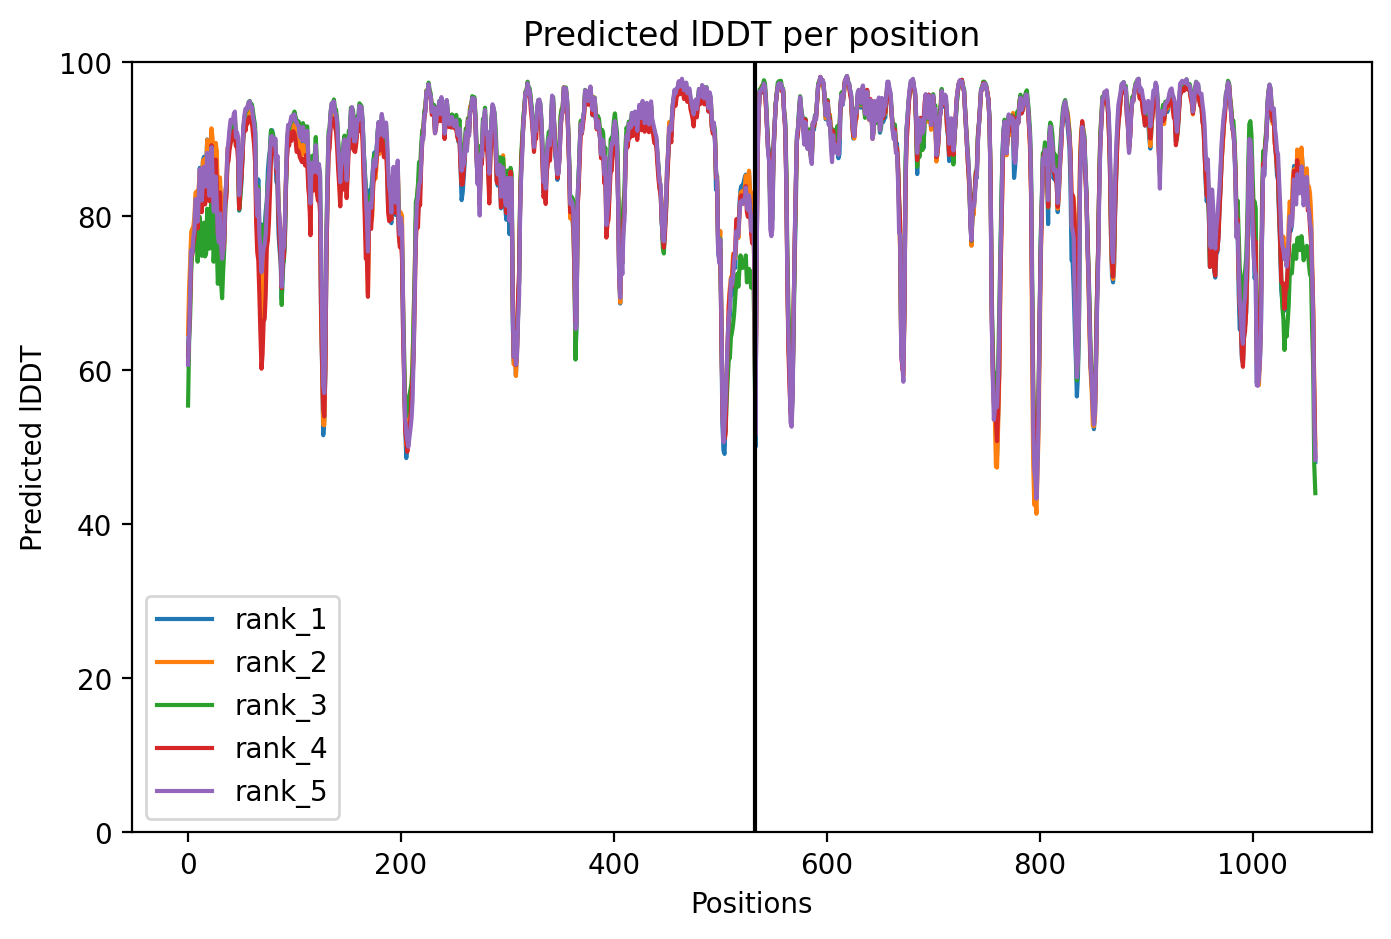 Predicted lDDT per position
100
80
60
40
20
0
Predicted lDDT
rank_1
rank_2
rank_3
rank_4
rank_5
0 200 400 600 800 1000
Positions